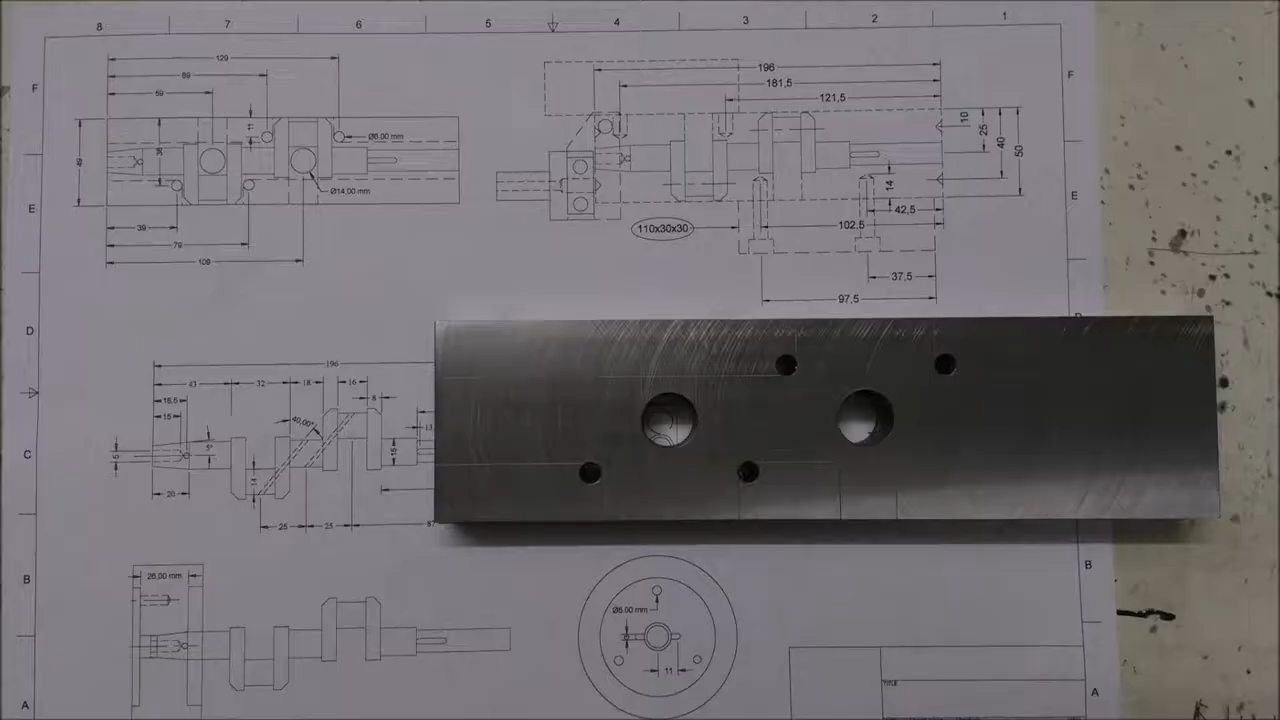 8 7 6 5 4 3 2 1
F
129
89
59
11
49
36
Ø6.00 mm
Ø14,00 mm
39
79
109
196
181,5
121,5
10
25
40
50
14
42,5
102,5
110x30x30
37,5
97,5
F
E
E
D
196
43 32 18 16
8
18,5
15
40,00°
5°
5
14
16
13
20
25 25
87
C
C
B
26,00 mm
B
Ø6.00 mm
11
TITLE
A
A